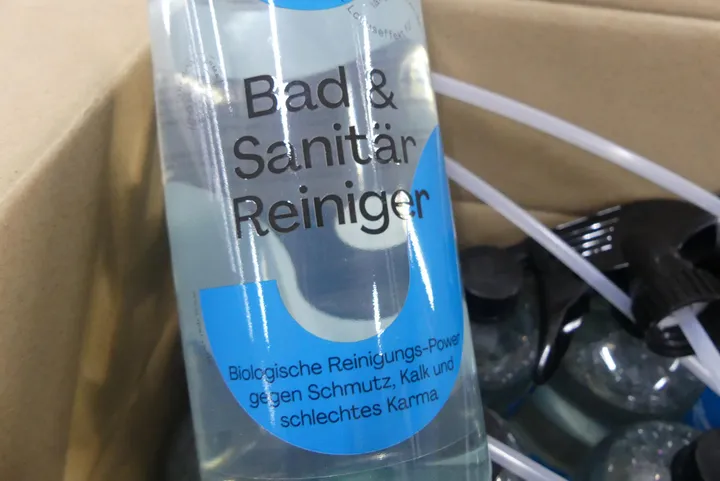 Bad &
Sanitär
Reiniger
Biologische Reinigungs-Power
gegen Schmutz, Kalk und
schlechtes Karma